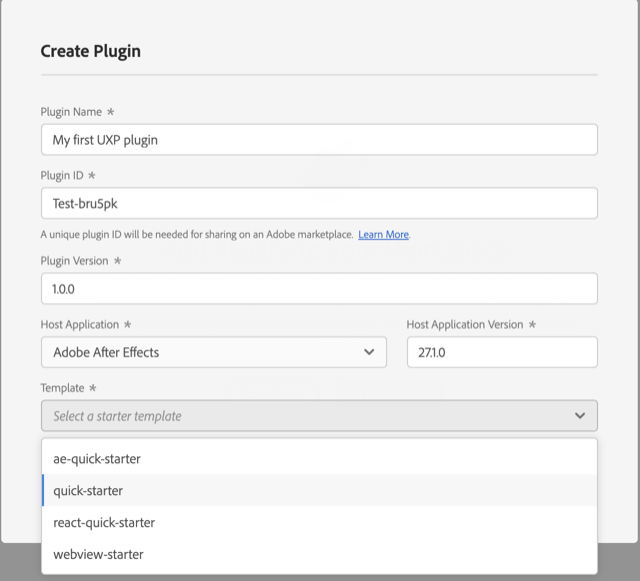 Create Plugin
Plugin Name *
My first UXP plugin
Plugin ID *
Test-bru5pk
A unique plugin ID will be needed for sharing on an Adobe marketplace. Learn More.
Plugin Version *
1.0.0
Host Application * Host Application Version *
Adobe After Effects 27.1.0
Template *
Select a starter template
ae-quick-starter
quick-starter
react-quick-starter
webview-starter